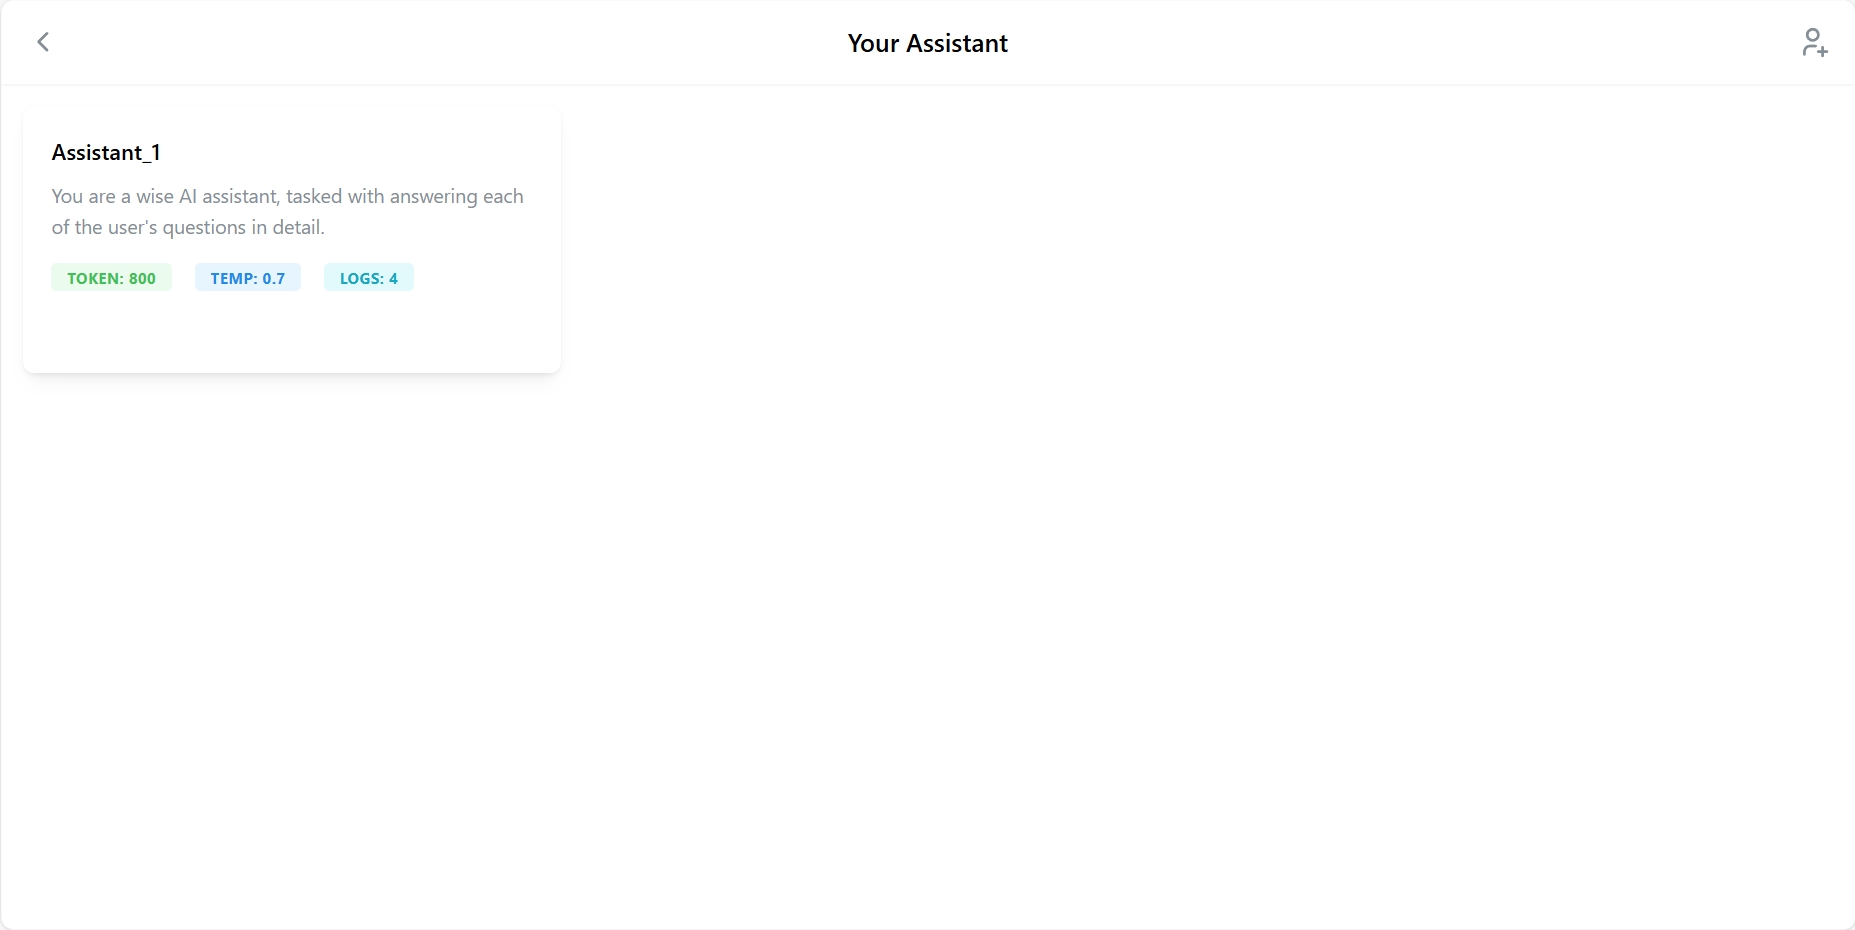 Your Assistant
Assistant_1
You are a wise AI assistant, tasked with answering each
of the user's questions in detail.
TOKEN: 800 TEMP: 0.7 LOGS: 4